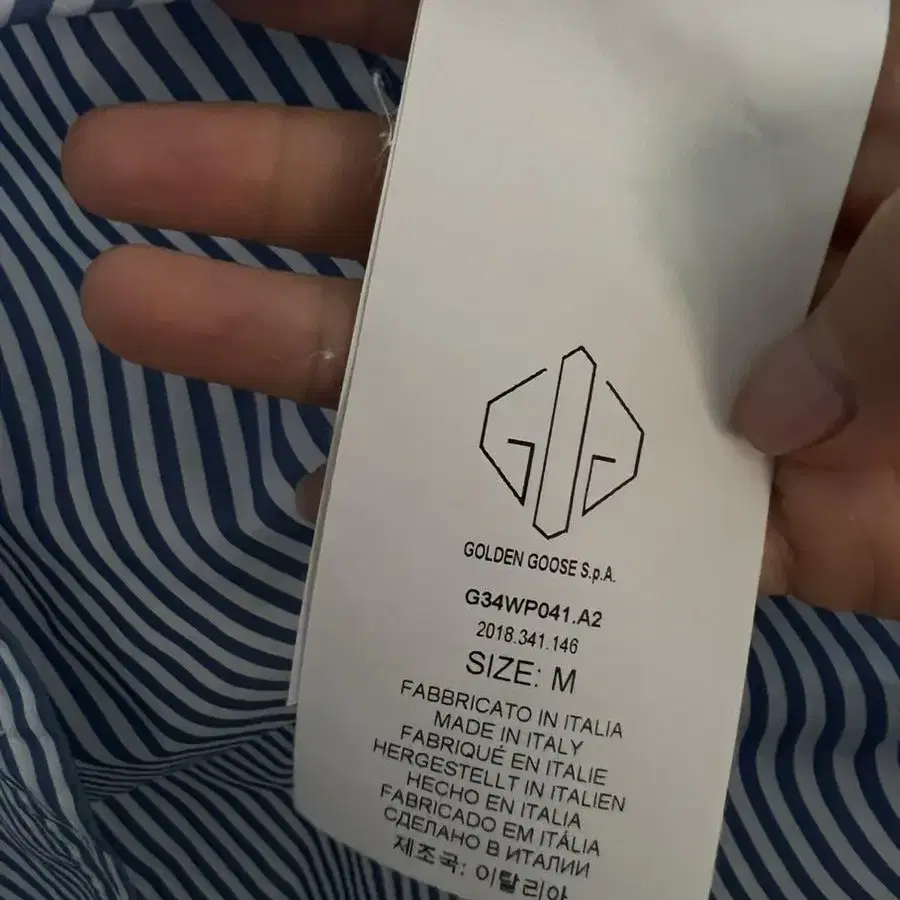 GOLDEN GOOSE S.p.A.
G34WP041.A2
2018.341.146
SIZE: M
FABBRICATO IN ITALIA
MADE IN ITALY
FABRIQUÉ EN ITALIE
HERGESTELLT IN ITALIEN
HECHO EN ITALIA
FABRICADO EM ITÁLIA
СДЕЛАНО В ИТАЛИИ
제조국: 이탈리아